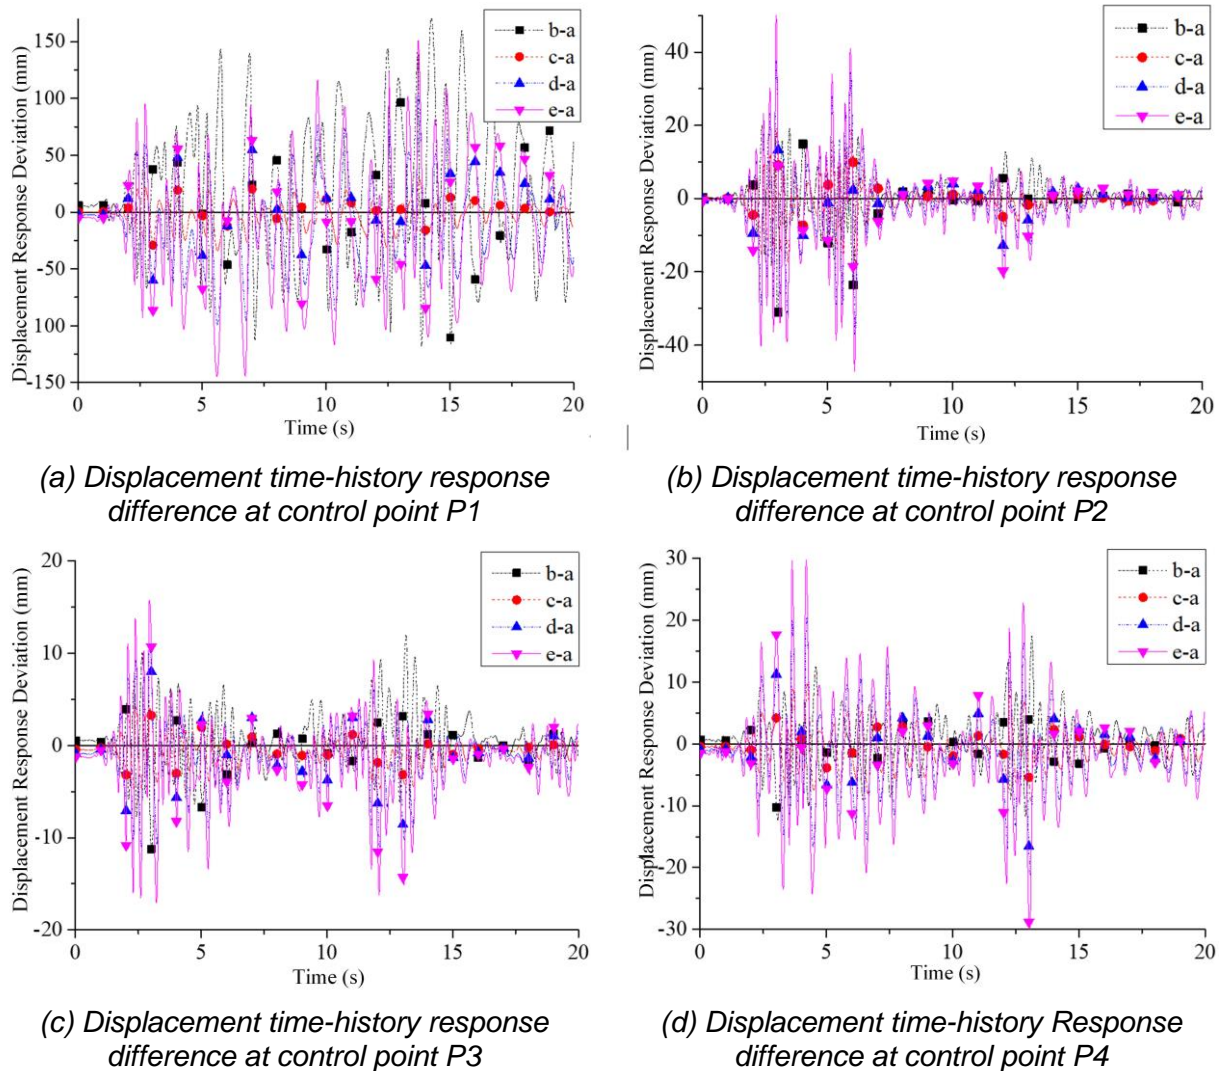 Displacement Response Deviation (mm)
150
100
50
0
-50
-100
-150
b-a
c-a
d-a
e-a
0
5
10
15
20
Time (s)
(a) Displacement time-history response
difference at control point P1
Displacement Response Deviation (mm)
40
20
0
-20
-40
b-a
c-a
d-a
e-a
0
5
10
15
20
Time (s)
(b) Displacement time-history response
difference at control point P2
Displacement Response Deviation (mm)
20
10
0
-10
-20
b-a
c-a
d-a
e-a
0
5
10
15
20
Time (s)
(c) Displacement time-history response
difference at control point P3
Displacement Response Deviation (mm)
30
20
10
0
-10
-20
-30
b-a
c-a
d-a
e-a
0
5
10
15
20
Time (s)
(d) Displacement time-history Response
difference at control point P4